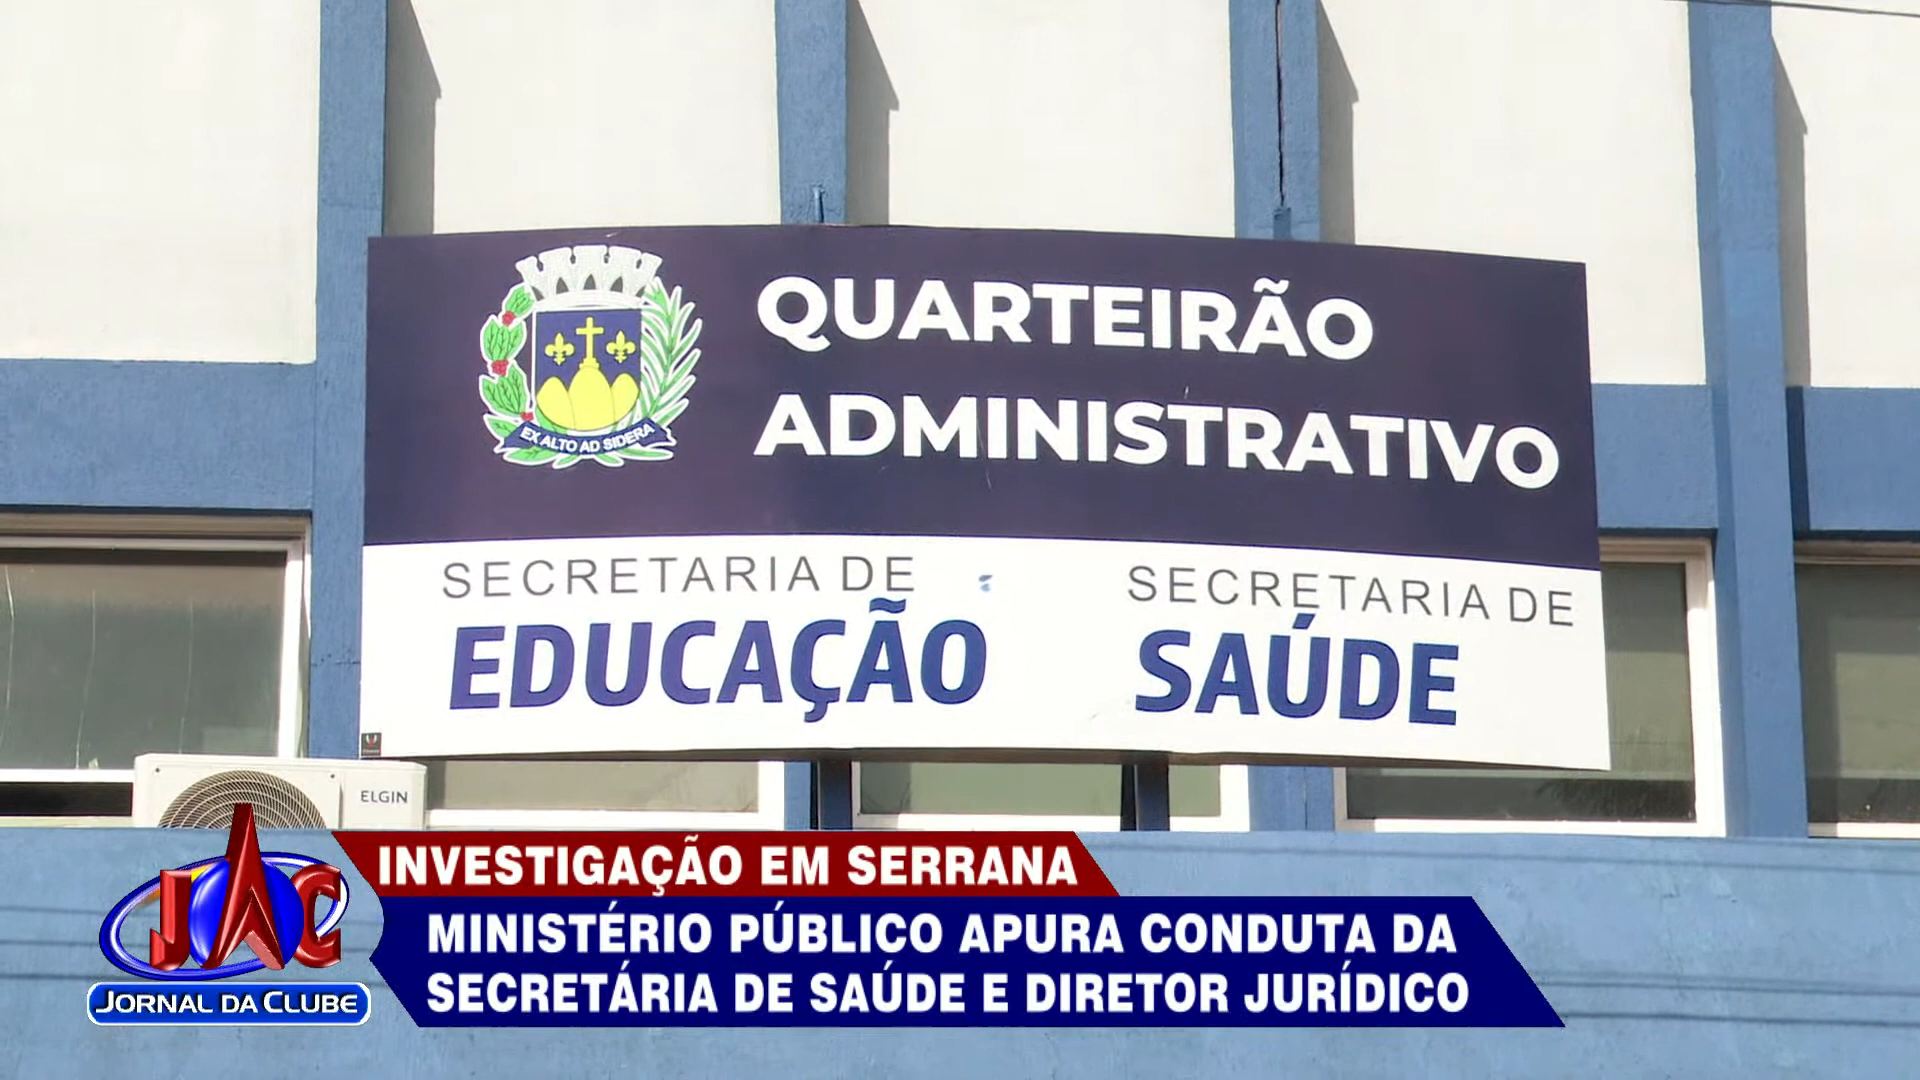 QUARTEIRÃO
ADMINISTRATIVO
EX ALTO AD SIDERA
SECRETARIA DE
EDUCAÇÃO
SECRETARIA DE
SAÚDE
ELGIN
INVESTIGAÇÃO EM SERRANA
MINISTÉRIO PÚBLICO APURA CONDUTA DA
SECRETÁRIA DE SAÚDE E DIRETOR JURÍDICO
JAC
JORNAL DA CLUBE